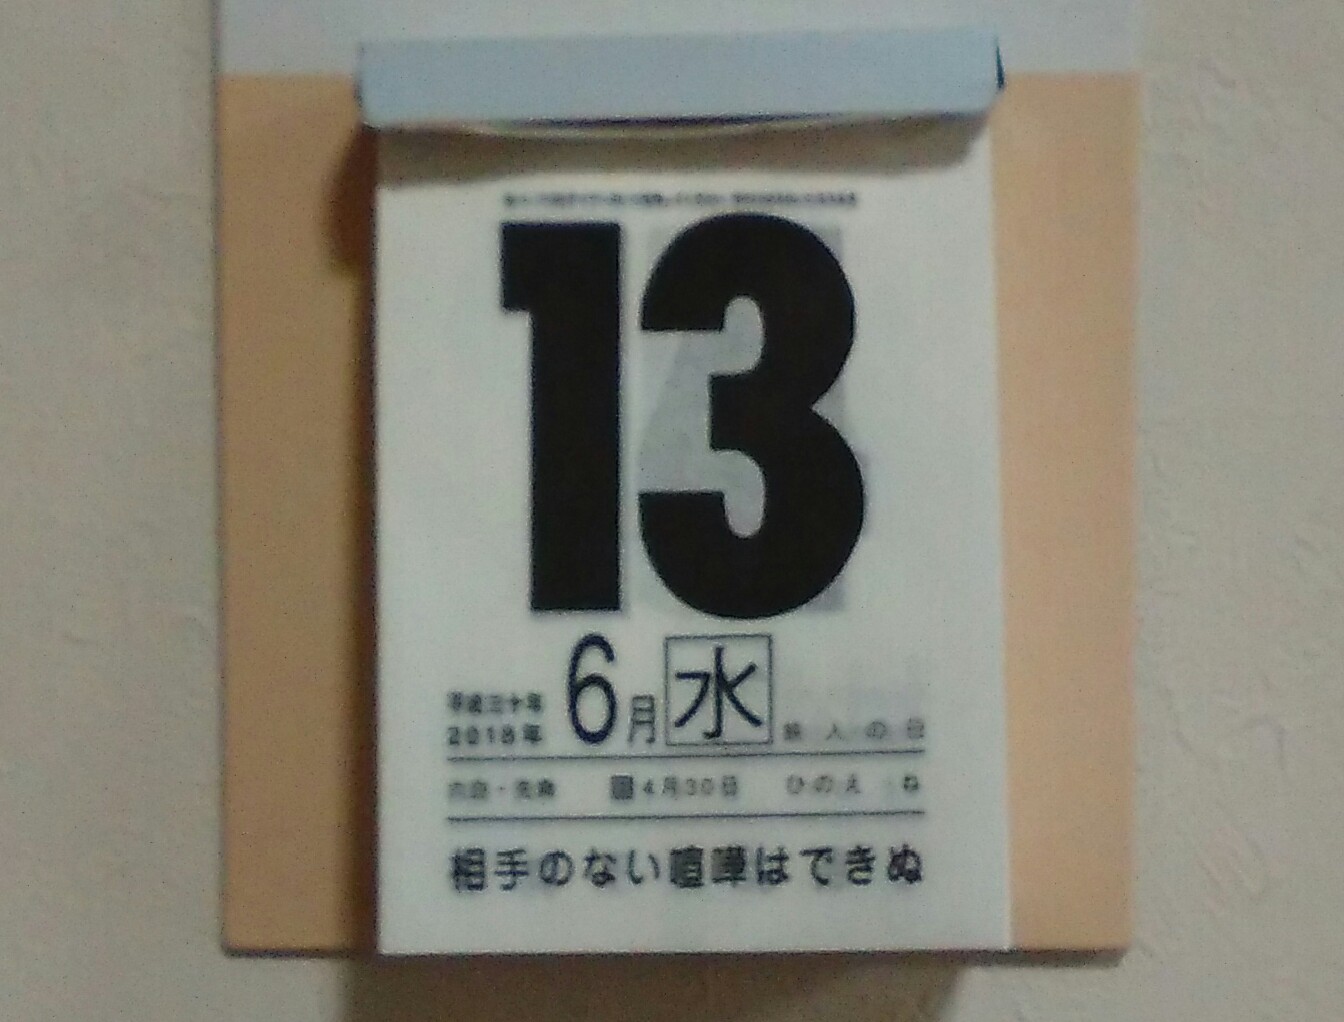 13
平成三十年
2018年
6月 水
旅 人 の 日
六曜・先負 旧4月30日 ひのえ ね
相手のない喧嘩はできぬ